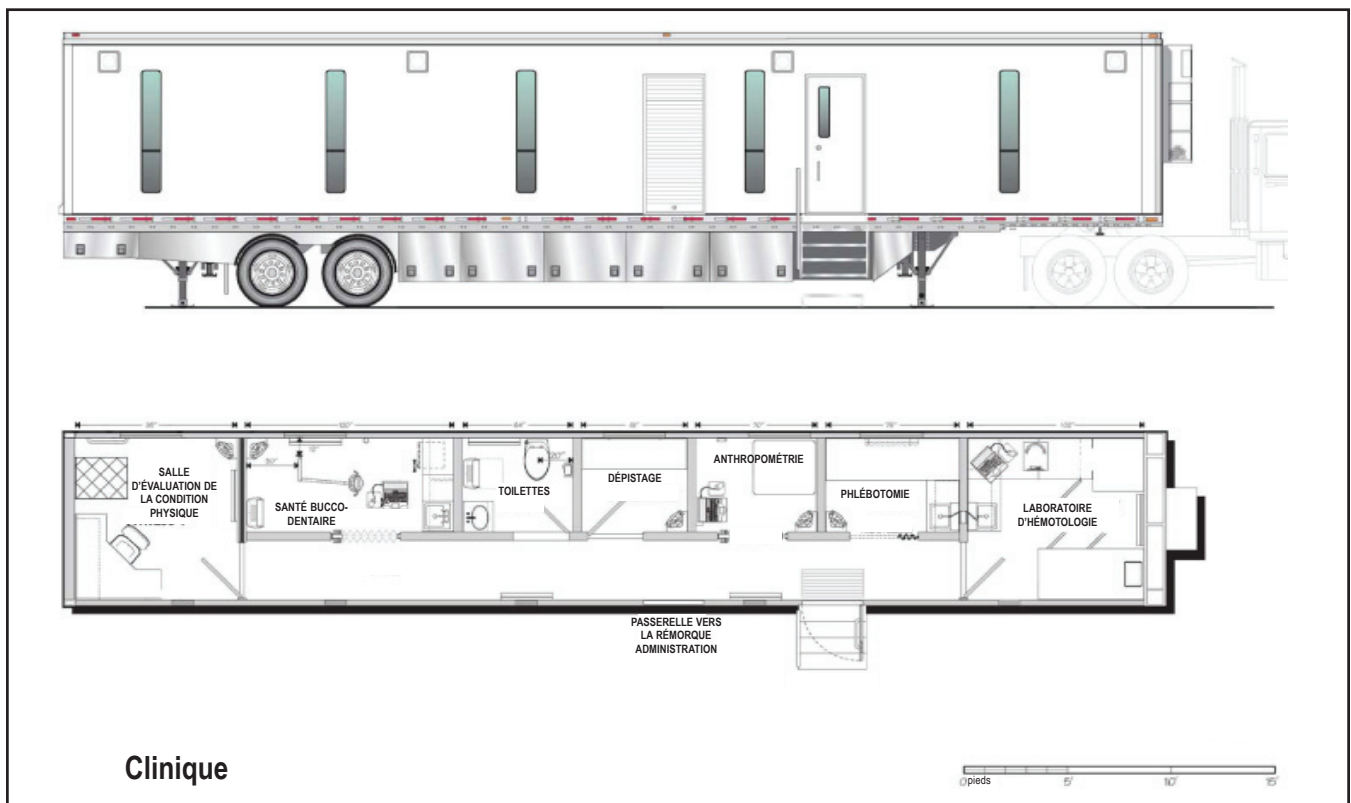 SALLE
D'ÉVALUATION DE
LA CONDITION
PHYSIQUE
SANTÉ BUCCO-
DENTAIRE
TOILETTES
DÉPISTAGE
ANTHROPOMÉTRIE
PHLÉBOTOMIE
LABORATOIRE
D'HÉMOTOLOGIE
PASSERELLE VERS
LA RÉMORQUE
ADMINISTRATION
Clinique
0 pieds 5' 10' 15'